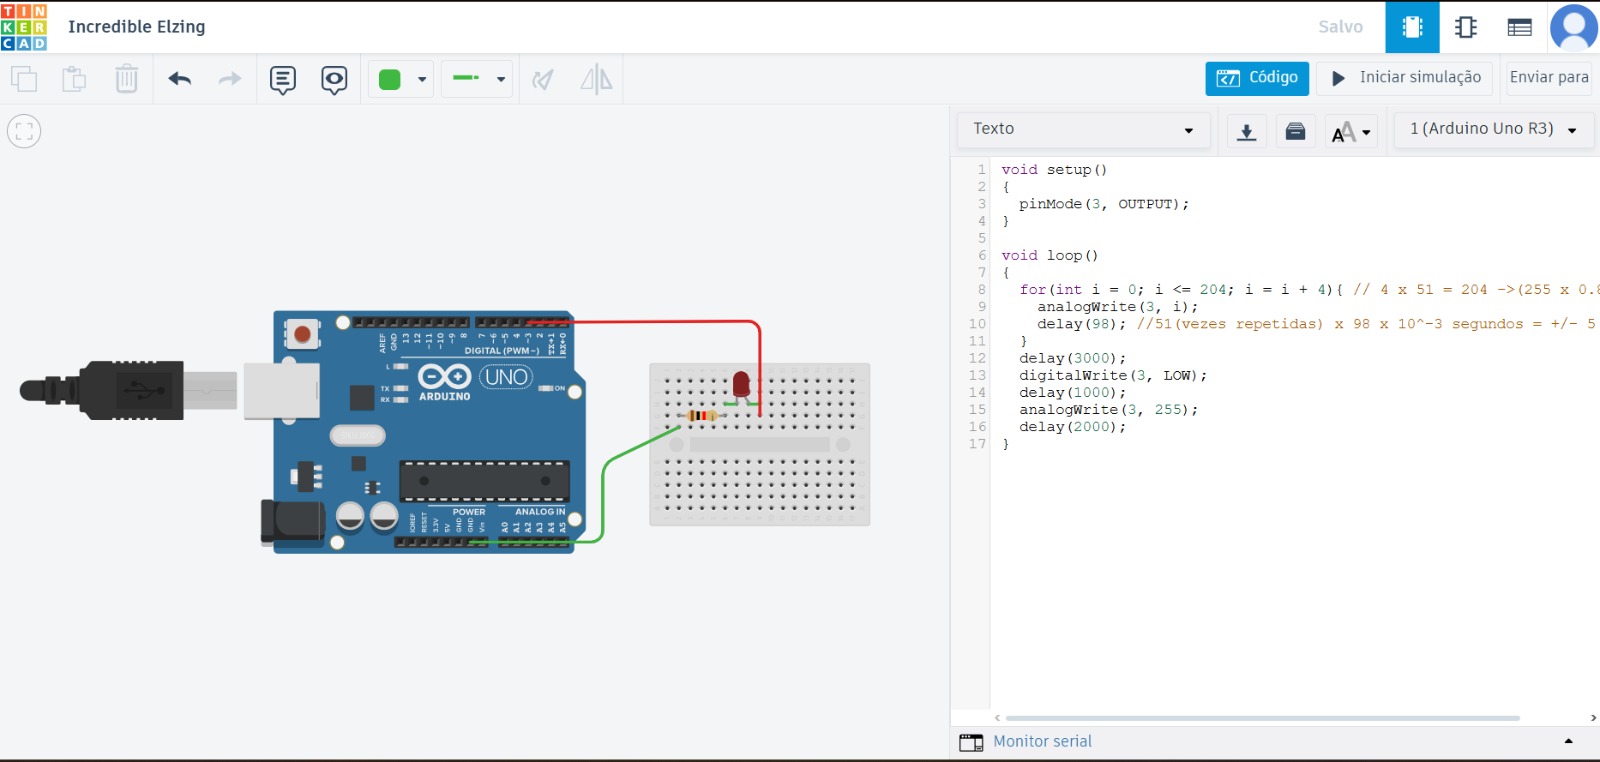 TIN
KER
CAD
Incredible Elzing
Salvo
Código
Iniciar simulação
Enviar para
Texto
1 (Arduino Uno R3)
1 void setup()
2 {
3 pinMode(3, OUTPUT);
4 }
5
6 void loop()
7 {
8 for(int i = 0; i <= 204; i = i + 4){ // 4 x 51 = 204 ->(255 x 0.8
9 analogWrite(3, i);
10 delay(98); //51(vezes repetidas) x 98 x 10^-3 segundos = +/- 5
11 }
12 delay(3000);
13 digitalWrite(3, LOW);
14 delay(1000);
15 analogWrite(3, 255);
16 delay(2000);
17 }
Monitor serial
AREF
GND
13
12
~11
~10
~9
8
7
~6
~5
4
~3
2
TX→1
RX←0
DIGITAL (PWM~)
L
TX
RX
ARDUINO
UNO
ON
POWER
ANALOG IN
IOREF
RESET
3.3V
5V
GND
GND
Vin
A0
A1
A2
A3
A4
A5